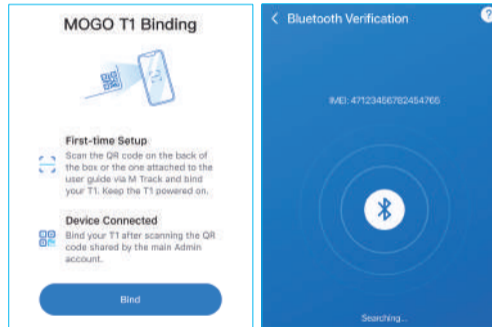 MOGO T1 Binding
First-time Setup
Scan the QR code on the back of
the box or the one attached to the
user guide via M Track and bind
your T1. Keep the T1 powered on.
Device Connected
Bind your T1 after scanning the QR
code shared by the main Admin
account.
Bind
Bluetooth Verification
?
IMEI: 47123456782454765
Searching...